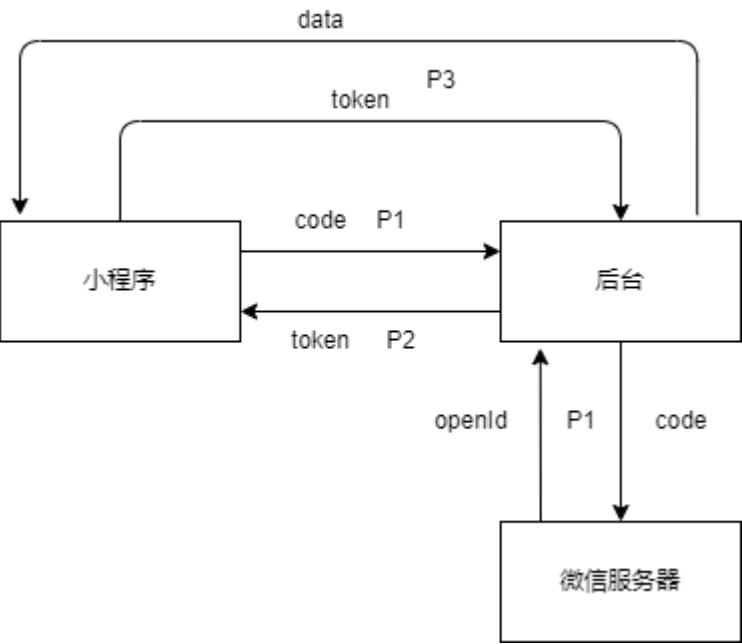 data
P3
token
code P1
小程序
后台
token P2
openId P1 code
微信服务器